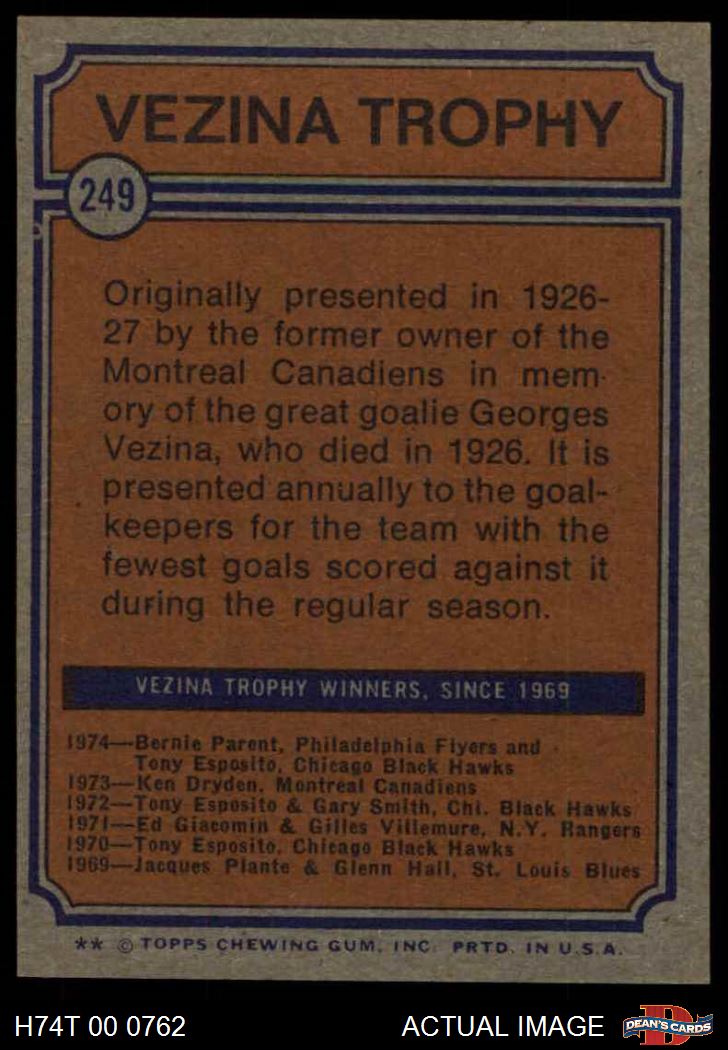 VEZINA TROPHY
249
Originally presented in 1926-
27 by the former owner of the
Montreal Canadiens in mem-
ory of the great goalie Georges
Vezina, who died in 1926. It is
presented annually to the goal-
keepers for the team with the
fewest goals scored against it
during the regular season.
VEZINA TROPHY WINNERS, SINCE 1969
1974—Bernie Parent, Philadelphia Flyers and
Tony Esposito, Chicago Black Hawks
1973—Ken Dryden, Montreal Canadiens
1972—Tony Esposito & Gary Smith, Chi. Black Hawks
1971—Ed Giacomin & Gilles Villemure, N.Y. Rangers
1970—Tony Esposito, Chicago Black Hawks
1969—Jacques Plante & Glenn Hall, St. Louis Blues
** © TOPPS CHEWING GUM, INC. PRTD. IN U.S.A.
H74T 00 0762 ACTUAL IMAGE D DEAN'S CARDS